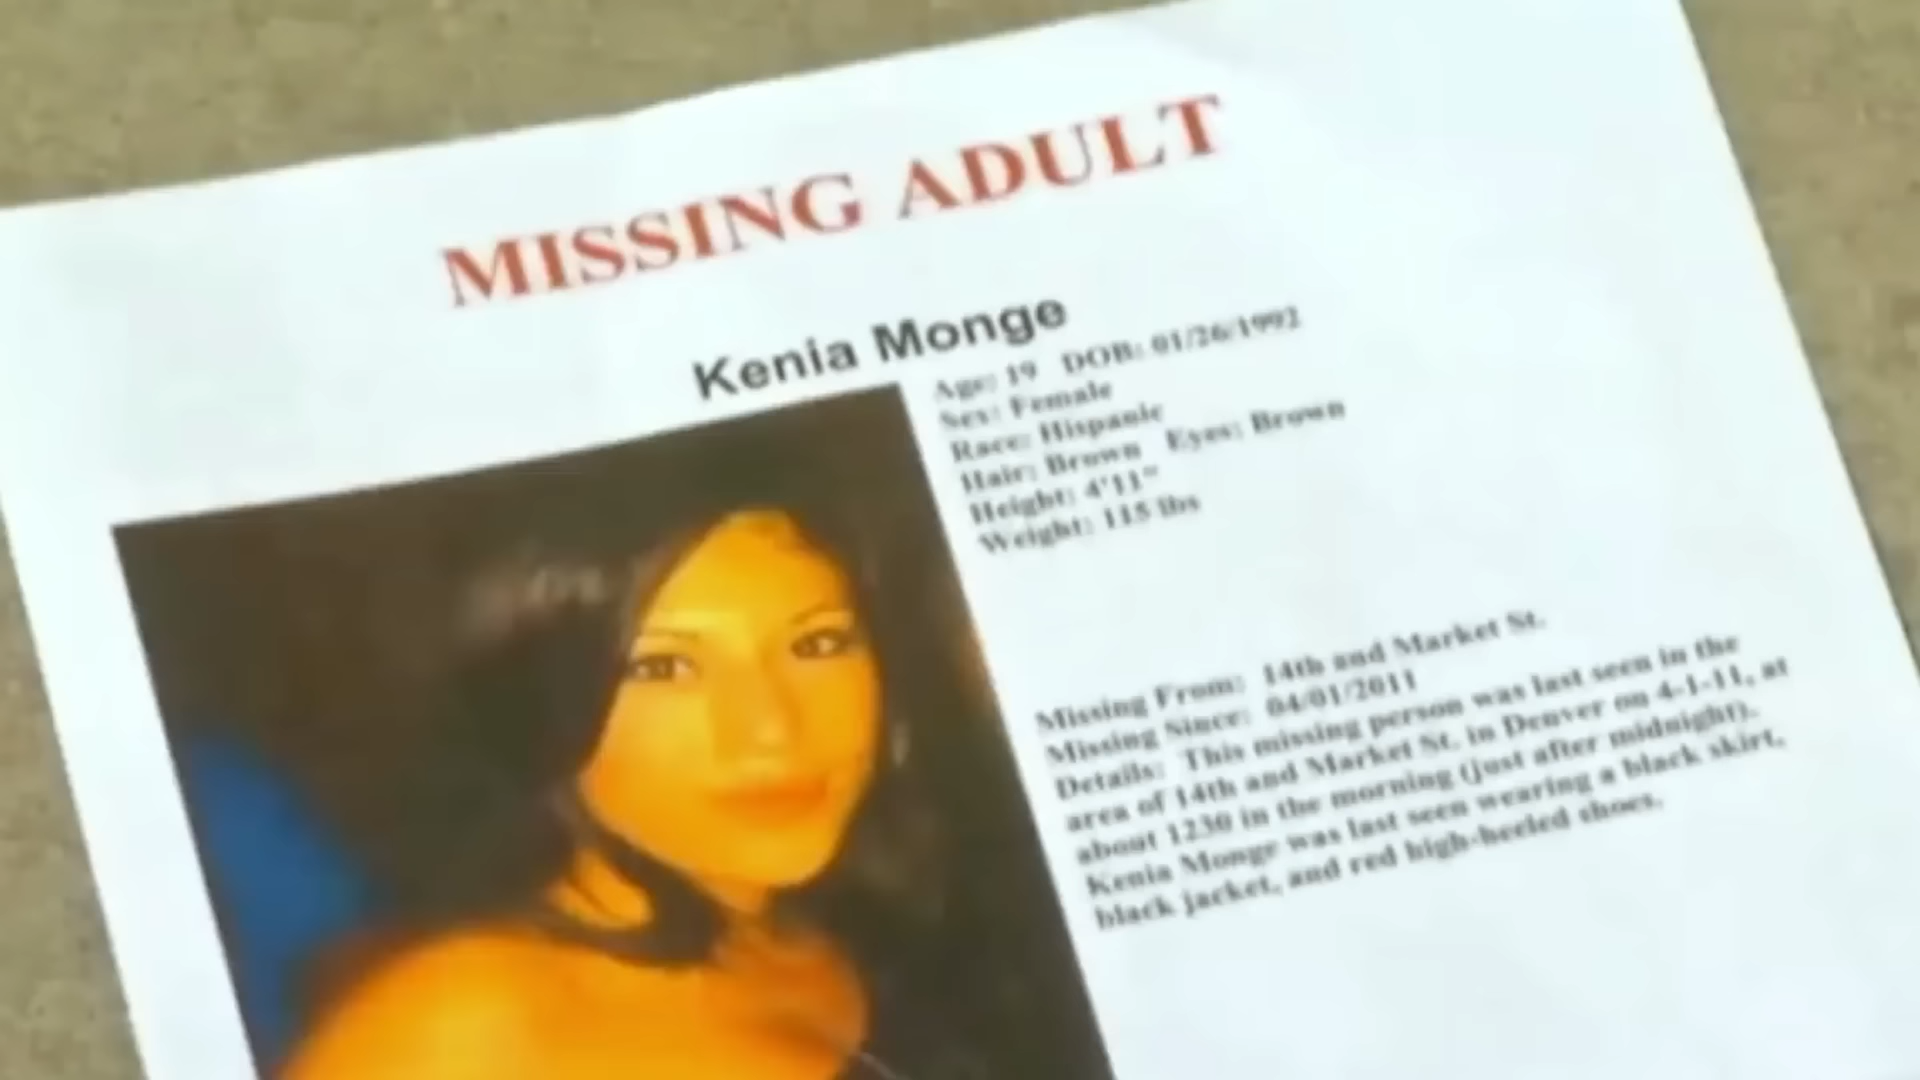 MISSING ADULT
Kenia Monge
Age: 19 DOB: 01/26/1992
Sex: Female
Race: Hispanic
Hair: Brown Eyes: Brown
Height: 4'11"
Weight: 115 lbs
Missing From: 14th and Market St.
Missing Since: 04/01/2011
Details: This missing person was last seen in the
area of 14th and Market St. in Denver on 4-1-11, at
about 1230 in the morning (just after midnight).
Kenia Monge was last seen wearing a black skirt,
black jacket, and red high-heeled shoes.